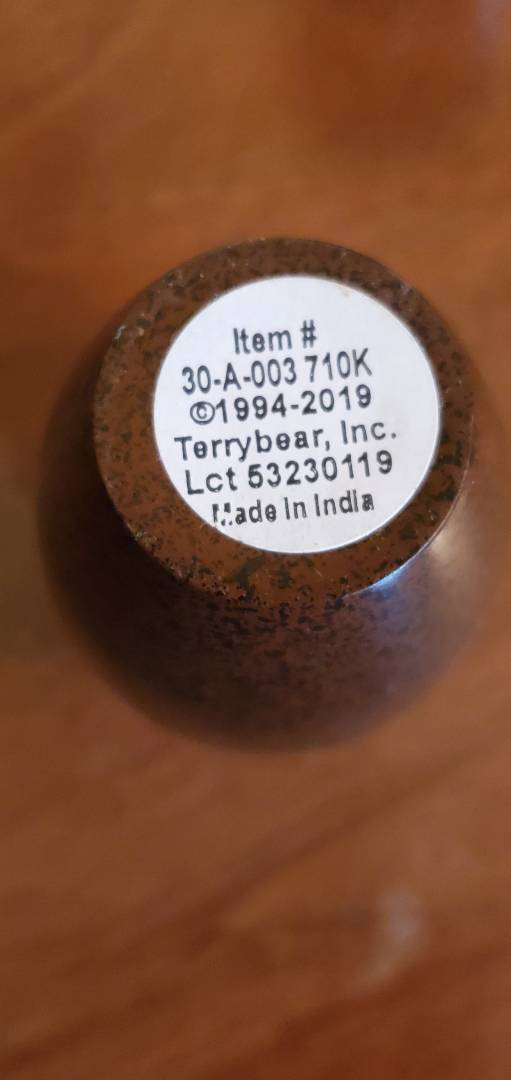 Item #
30-A-003 710K
©1994-2019
Terrybear, Inc.
Lct 53230119
Made in India